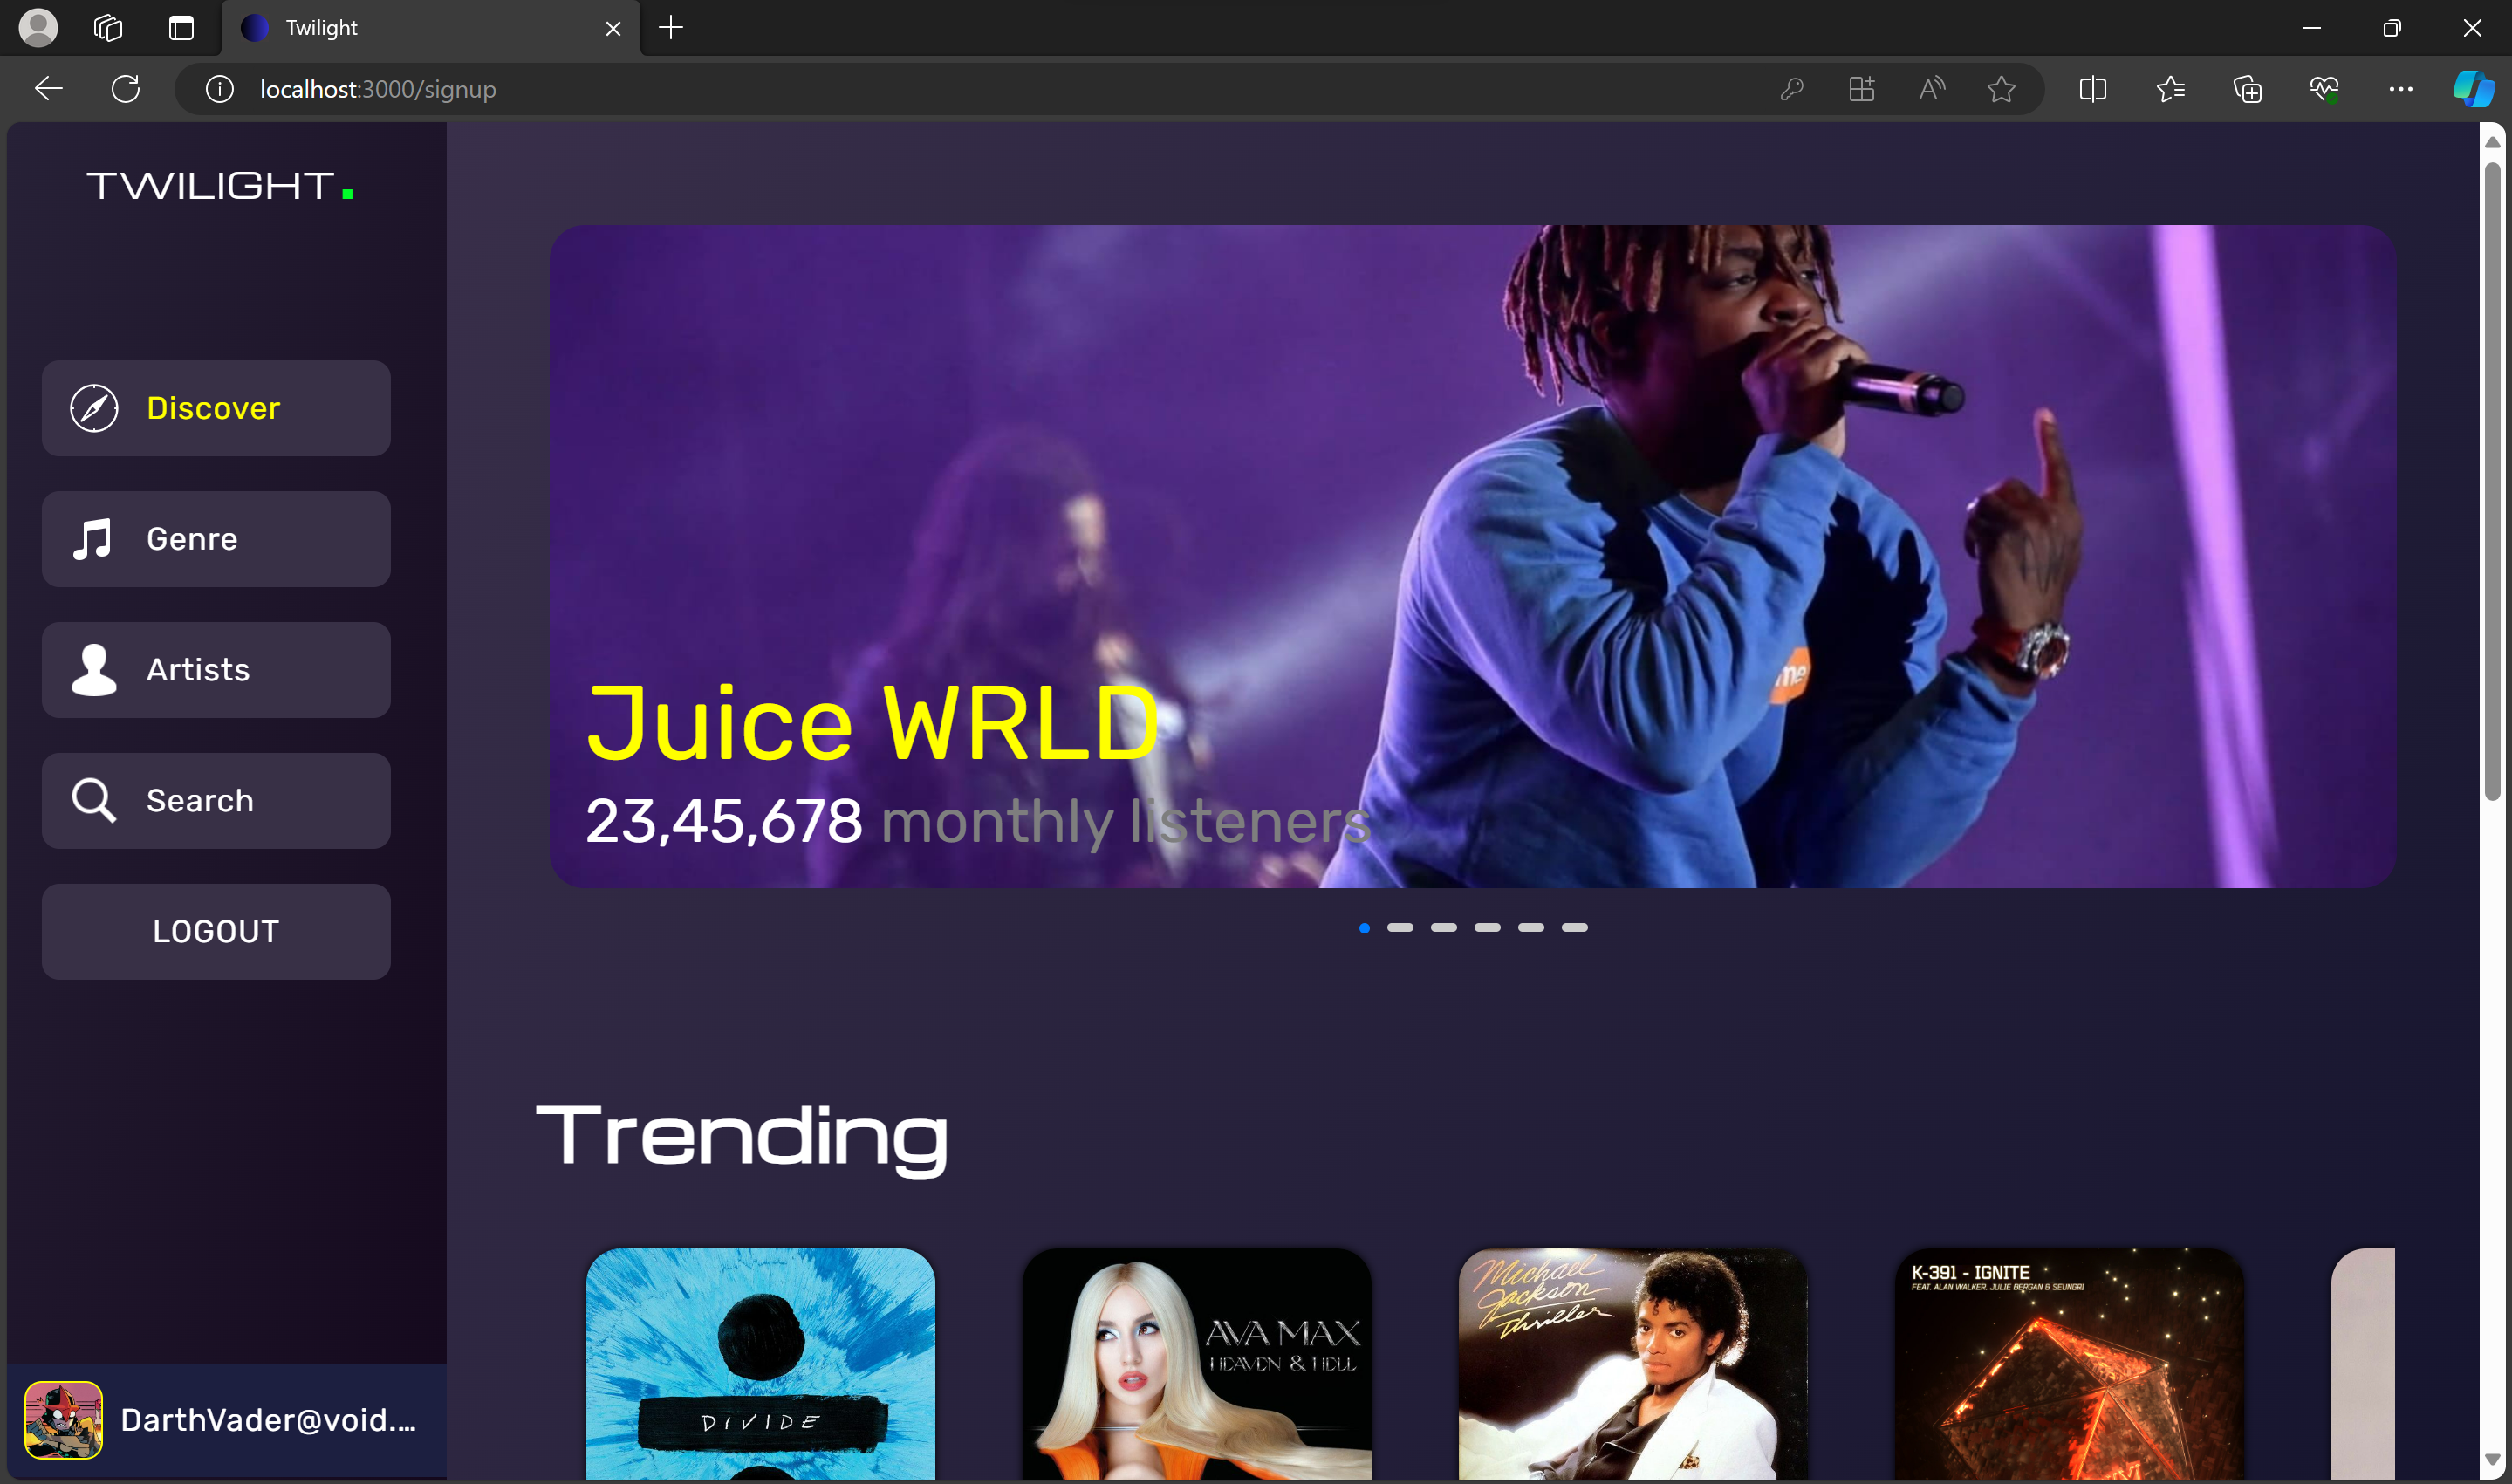 Twilight
localhost:3000/signup
TWILIGHT.
Discover
Genre
Artists
Search
LOGOUT
DarthVader@void....
me
Juice WRLD
23,45,678 monthly listeners
Trending
DIVIDE
AVA MAX
HEAVEN & HELL
Michael
Jackson
Thriller
K-391 - IGNITE
FEAT. ALAN WALKER, JULIE BERGAN & SEUNGRI